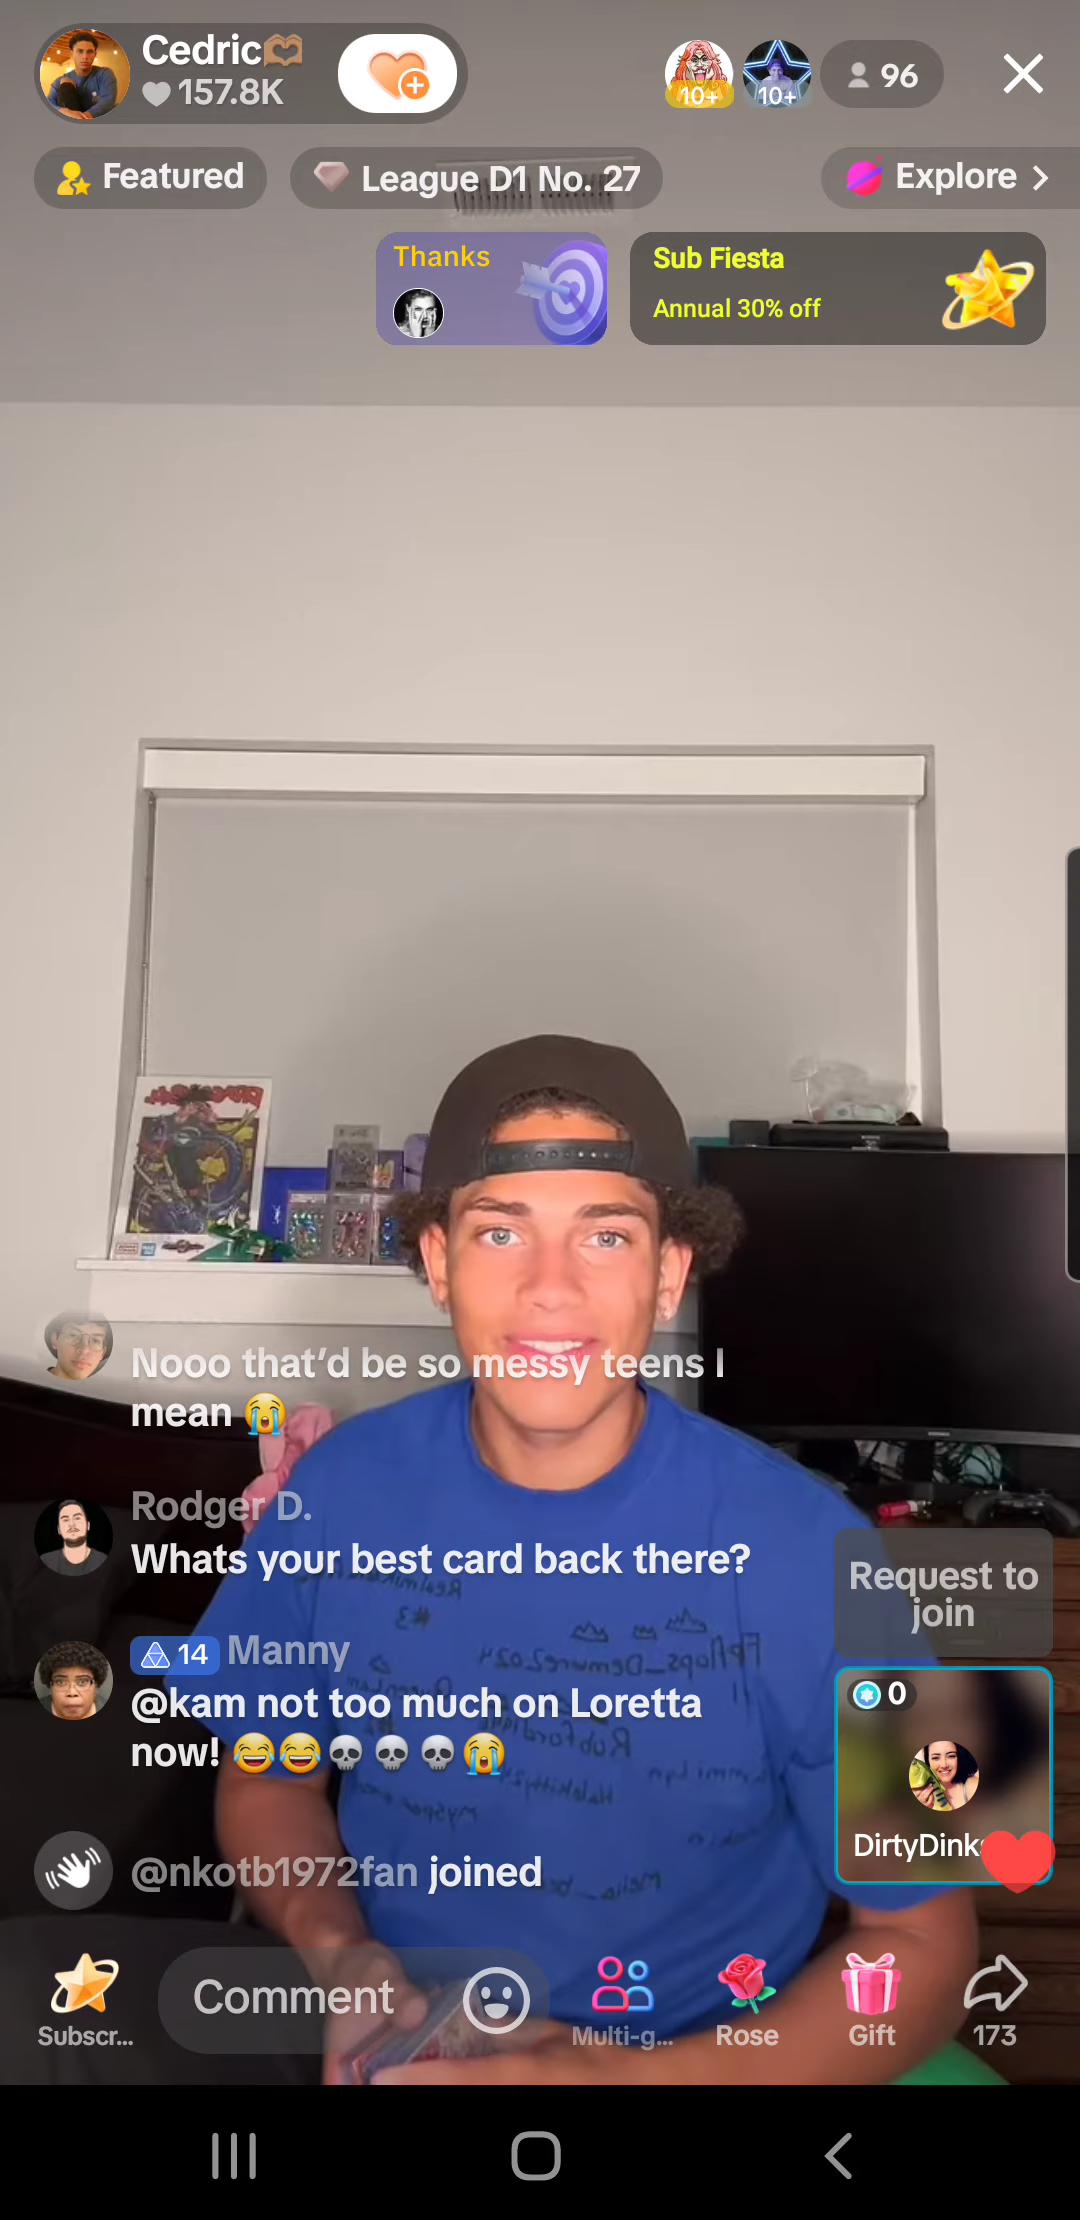 Cedric🫶🏽
157.8K
10+
10+
96
Featured
League D1 No. 27
Explore >
Thanks
Sub Fiesta
Annual 30% off
Nooo that'd be so messy teens I
mean 😭
Rodger D.
Whats your best card back there?
14 Manny
@kam not too much on Loretta
now! 😂😂💀💀💀😭
@nkotb1972fan joined
Request to
join
0
DirtyDinks
Comment
Subscr...
Multi-g...
Rose
Gift
173